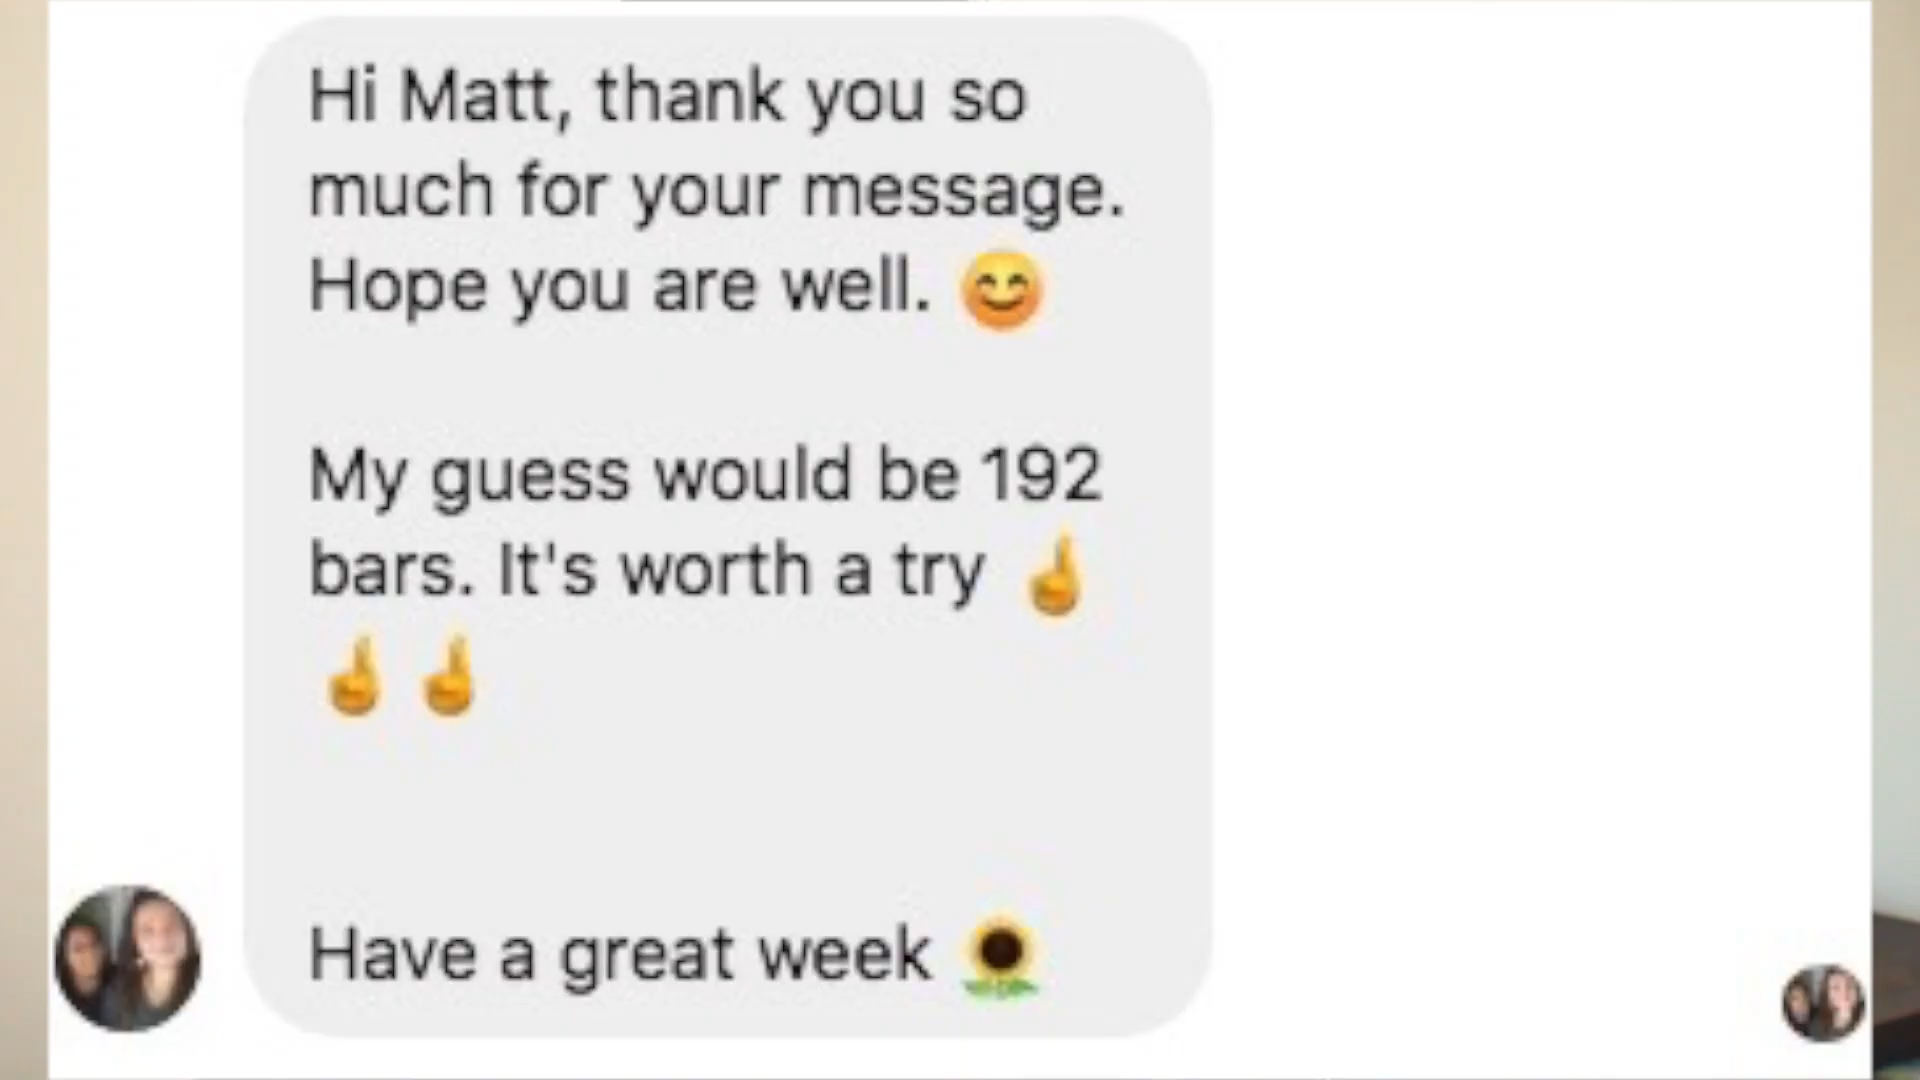 Hi Matt, thank you so
much for your message.
Hope you are well. 😊
My guess would be 192
bars. It's worth a try 🤞
🤞 🤞
Have a great week 🌻